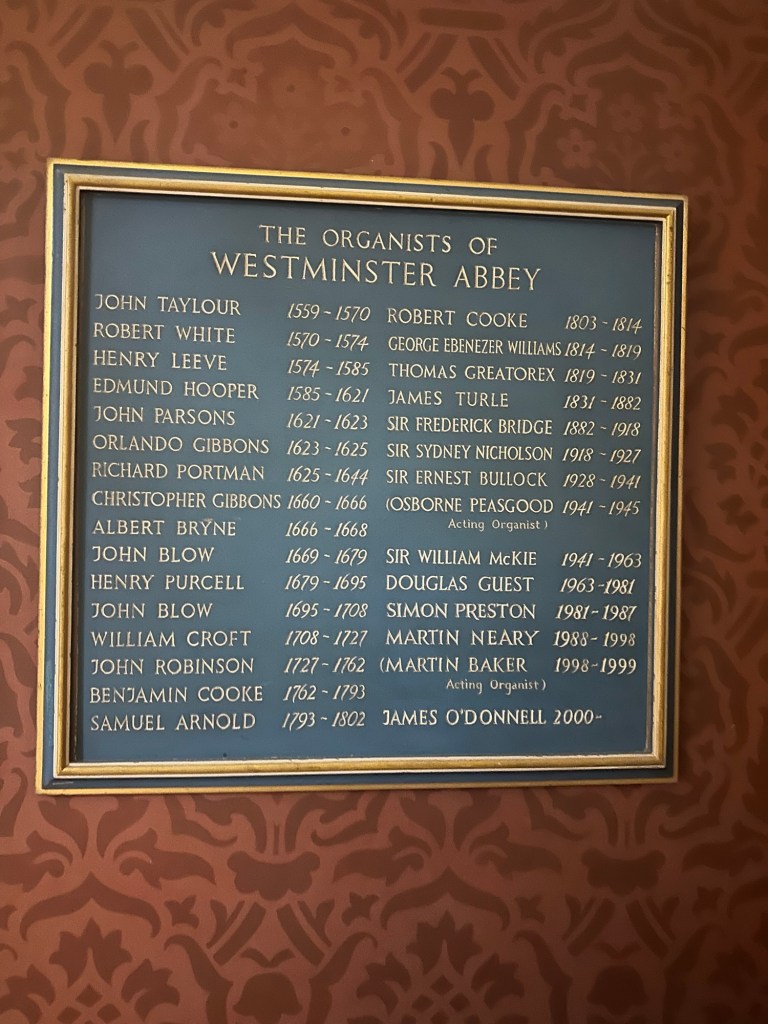 THE ORGANISTS OF
WESTMINSTER ABBEY
JOHN TAYLOUR 1559 ~ 1570
ROBERT WHITE 1570 ~ 1574
HENRY LEEVE 1574 ~ 1585
EDMUND HOOPER 1585 ~ 1621
JOHN PARSONS 1621 ~ 1623
ORLANDO GIBBONS 1623 ~ 1625
RICHARD PORTMAN 1625 ~ 1644
CHRISTOPHER GIBBONS 1660 ~ 1666
ALBERT BRYNE 1666 ~ 1668
JOHN BLOW 1669 ~ 1679
HENRY PURCELL 1679 ~ 1695
JOHN BLOW 1695 ~ 1708
WILLIAM CROFT 1708 ~ 1727
JOHN ROBINSON 1727 ~ 1762
BENJAMIN COOKE 1762 ~ 1793
SAMUEL ARNOLD 1793 ~ 1802
ROBERT COOKE 1803 ~ 1814
GEORGE EBENEZER WILLIAMS 1814 ~ 1819
THOMAS GREATOREX 1819 ~ 1831
JAMES TURLE 1831 ~ 1882
SIR FREDERICK BRIDGE 1882 ~ 1918
SIR SYDNEY NICHOLSON 1918 ~ 1927
SIR ERNEST BULLOCK 1928 ~ 1941
(OSBORNE PEASGOOD 1941 ~ 1945
Acting Organist)
SIR WILLIAM McKIE 1941 ~ 1963
DOUGLAS GUEST 1963 ~ 1981
SIMON PRESTON 1981 ~ 1987
MARTIN NEARY 1988 ~ 1998
(MARTIN BAKER 1998 ~ 1999
Acting Organist)
JAMES O'DONNELL 2000 ~